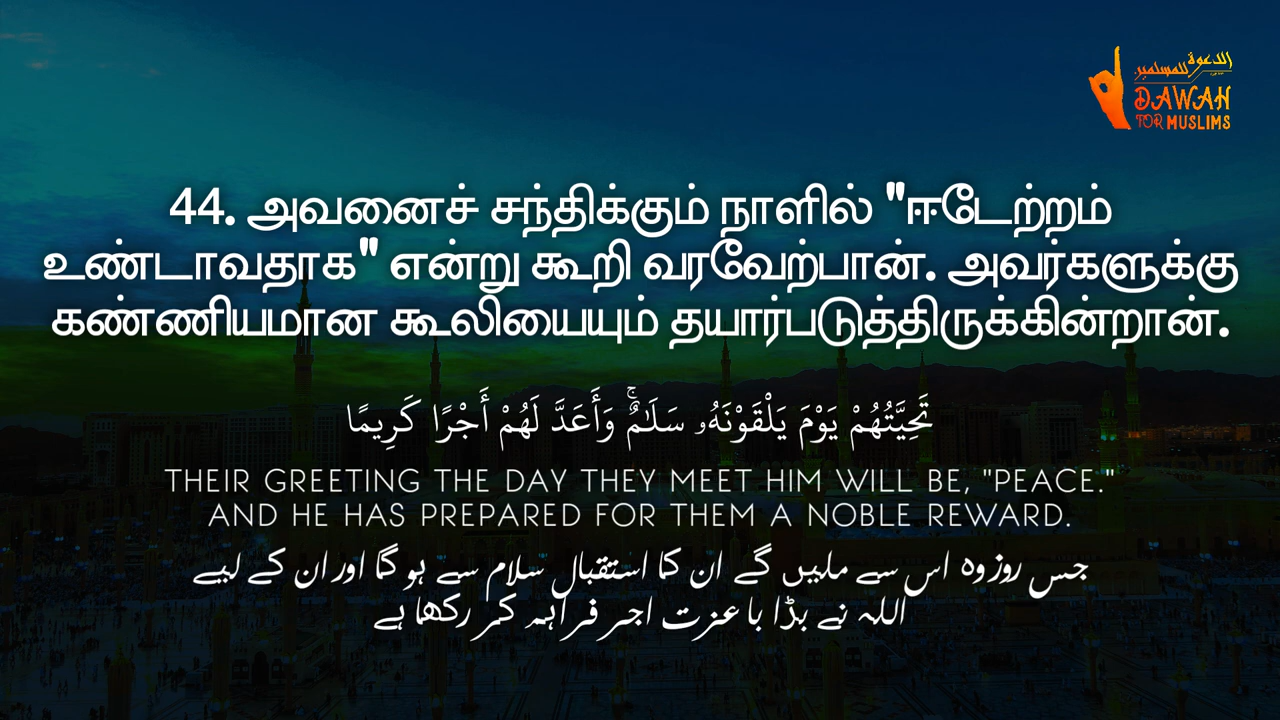 الدعوة للمسلمين
DAWAH
FOR MUSLIMS
44. அவனைச் சந்திக்கும் நாளில் "ஈடேற்றம்
உண்டாவதாக" என்று கூறி வரவேற்பான். அவர்களுக்கு
கண்ணியமான கூலியையும் தயார்படுத்திருக்கின்றான்.
تَحِيَّتُهُمْ يَوْمَ يَلْقَوْنَهُۥ سَلَـٰمٌۚ وَأَعَدَّ لَهُمْ أَجْرًا كَرِيمًا
THEIR GREETING THE DAY THEY MEET HIM WILL BE, "PEACE."
AND HE HAS PREPARED FOR THEM A NOBLE REWARD.
جس روز وہ اس سے ملیں گے ان کا استقبال سلام سے ہو گا اور ان کے لیے
اللہ نے بڑا با عزت اجر فراہم کر رکھا ہے